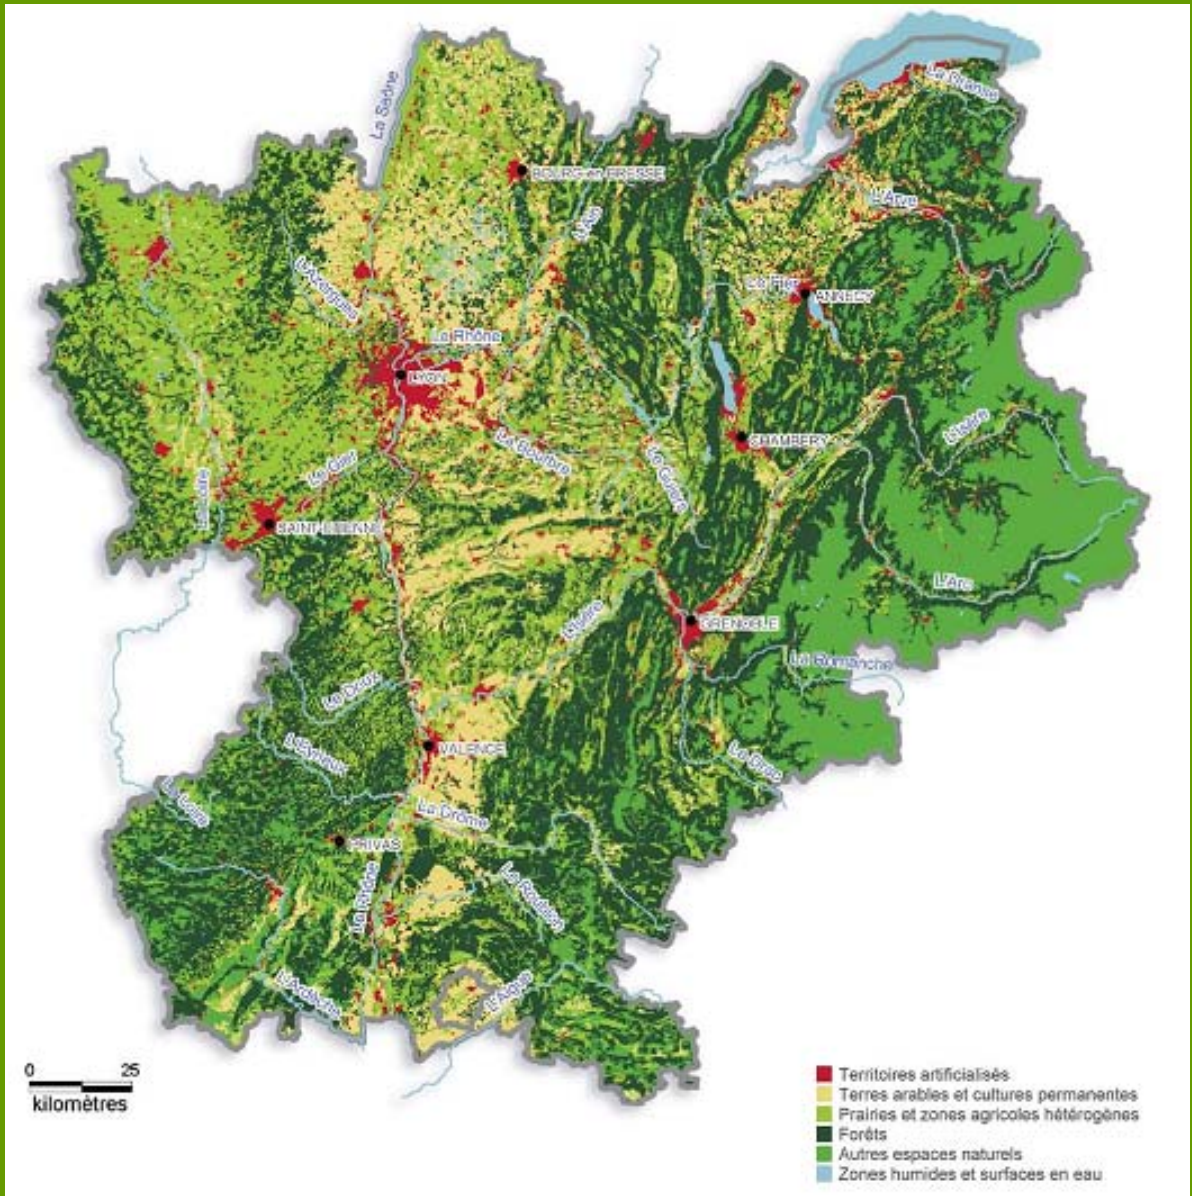 La Saône
La Dranse
BOURG en BRESSE
L'Arve
L'Ain
L'Azergues
Le Fier
ANNECY
Le Rhône
LYON
L'Isère
CHAMBERY
La Bourbre
Le Guiers
Le Gier
La Loire
SAINT-ETIENNE
L'Arc
L'Isère
GRENOBLE
La Romanche
Le Doux
L'Eyrieux
VALENCE
Le Drac
La Loire
La Drôme
PRIVAS
Le Rhône
Le Roubion
L'Ardèche
L'Aigue
0 25
kilomètres
Territoires artificialisés
Terres arables et cultures permanentes
Prairies et zones agricoles hétérogènes
Forêts
Autres espaces naturels
Zones humides et surfaces en eau